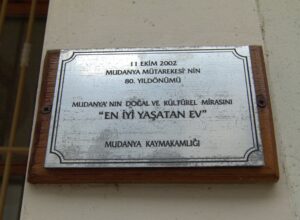 11 EKİM 2002
MUDANYA MÜTAREKESİ' NİN
80. YILDÖNÜMÜ
MUDANYA' NIN DOĞAL VE KÜLTÜREL MİRASINI
"EN İYİ YAŞATAN EV"
MUDANYA KAYMAKAMLIĞI